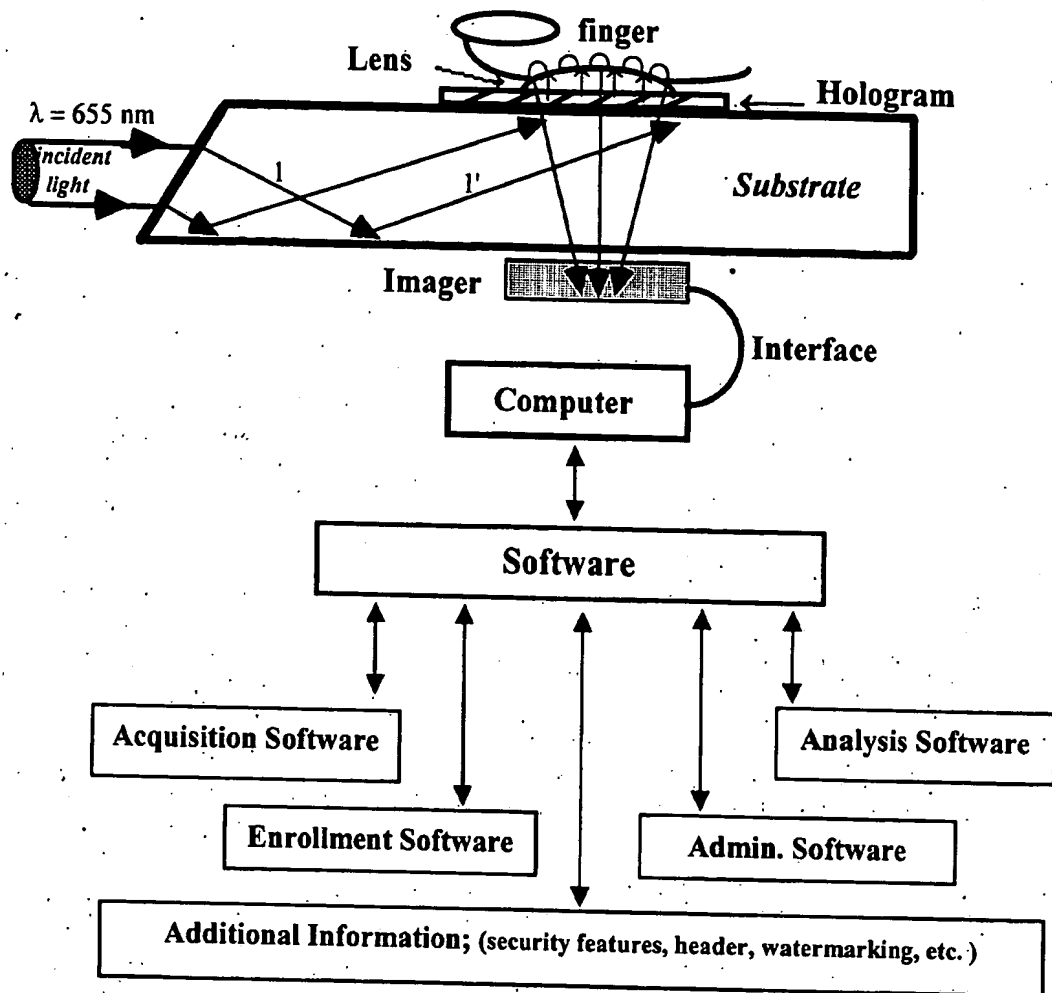 finger
Lens
Hologram
λ = 655 nm
incident
light
1
1'
Substrate
Imager
Interface
Computer
Software
Acquisition Software
Analysis Software
Enrollment Software
Admin. Software
Additional Information; (security features, header, watermarking, etc. )